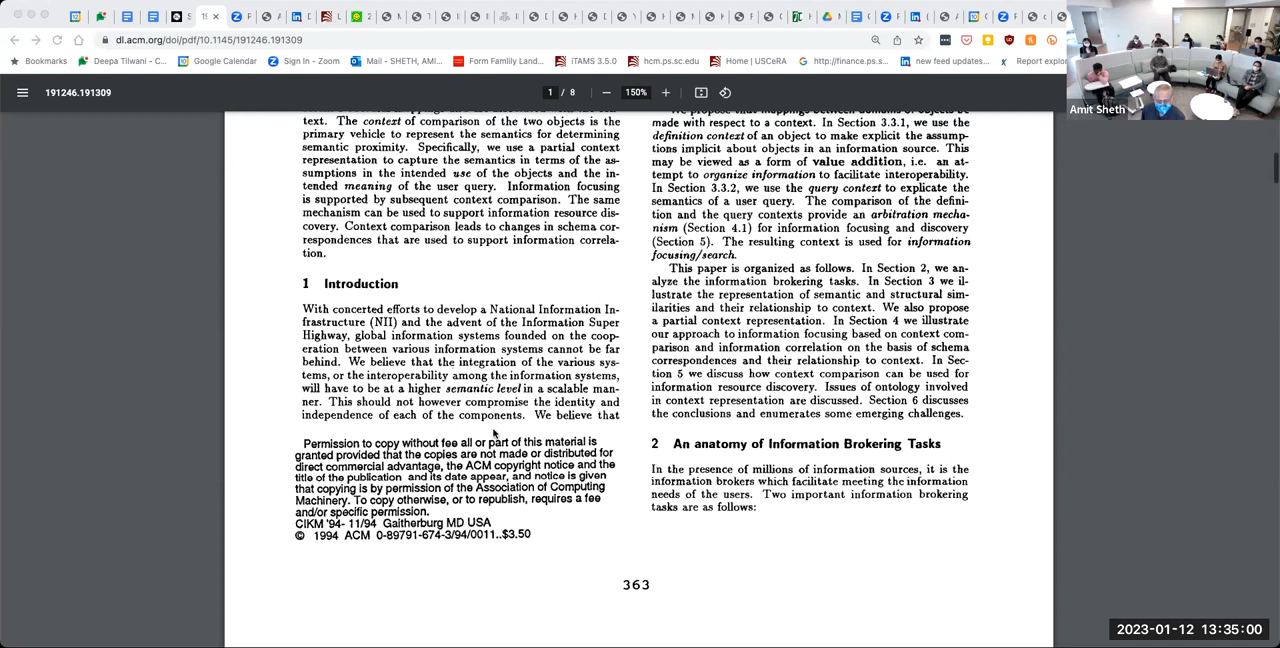 dl.acm.org/doi/pdf/10.1145/191246.191309
Bookmarks
Deepa Tilwani - C...
Google Calendar
Sign In - Zoom
Mail - SHETH, AMI...
Form Famlily Land...
iTAMS 3.5.0
hcm.ps.sc.edu
Home | USCeRA
http://finance.ps.s...
new feed updates...
Report explor
Amit Sheth
191246.191309
1 / 8
150%
text. The context of comparison of the two objects is the
primary vehicle to represent the semantics for determining
semantic proximity. Specifically, we use a partial context
representation to capture the semantics in terms of the as-
sumptions in the intended use of the objects and the in-
tended meaning of the user query. Information focusing
is supported by subsequent context comparison. The same
mechanism can be used to support information resource dis-
covery. Context comparison leads to changes in schema cor-
respondences that are used to support information correla-
tion.
1 Introduction
With concerted efforts to develop a National Information In-
frastructure (NII) and the advent of the Information Super
Highway, global information systems founded on the coop-
eration between various information systems cannot be far
behind. We believe that the integration of the various sys-
tems, or the interoperability among the information systems,
will have to be at a higher semantic level in a scalable man-
ner. This should not however compromise the identity and
independence of each of the components. We believe that
Permission to copy without fee all or part of this material is
granted provided that the copies are not made or distributed for
direct commercial advantage, the ACM copyright notice and the
title of the publication and its date appear, and notice is given
that copying is by permission of the Association of Computing
Machinery. To copy otherwise, or to republish, requires a fee
and/or specific permission.
CIKM '94- 11/94 Gaitherburg MD USA
© 1994 ACM 0-89791-674-3/94/0011..$3.50
made with respect to a context. In Section 3.3.1, we use the
definition context of an object to make explicit the assump-
tions implicit about objects in an information source. This
may be viewed as a form of value addition, i.e. an at-
tempt to organize information to facilitate interoperability.
In Section 3.3.2, we use the query context to explicate the
semantics of a user query. The comparison of the defini-
tion and the query contexts provide an arbitration mecha-
nism (Section 4.1) for information focusing and discovery
(Section 5). The resulting context is used for information
focusing/search.
This paper is organized as follows. In Section 2, we an-
alyze the information brokering tasks. In Section 3 we il-
lustrate the representation of semantic and structural sim-
ilarities and their relationship to context. We also propose
a partial context representation. In Section 4 we illustrate
our approach to information focusing based on context com-
parison and information correlation on the basis of schema
correspondences and their relationship to context. In Sec-
tion 5 we discuss how context comparison can be used for
information resource discovery. Issues of ontology involved
in context representation are discussed. Section 6 discusses
the conclusions and enumerates some emerging challenges.
2 An anatomy of Information Brokering Tasks
In the presence of millions of information sources, it is the
information brokers which facilitate meeting the information
needs of the users. Two important information brokering
tasks are as follows:
363
2023-01-12 13:35:00